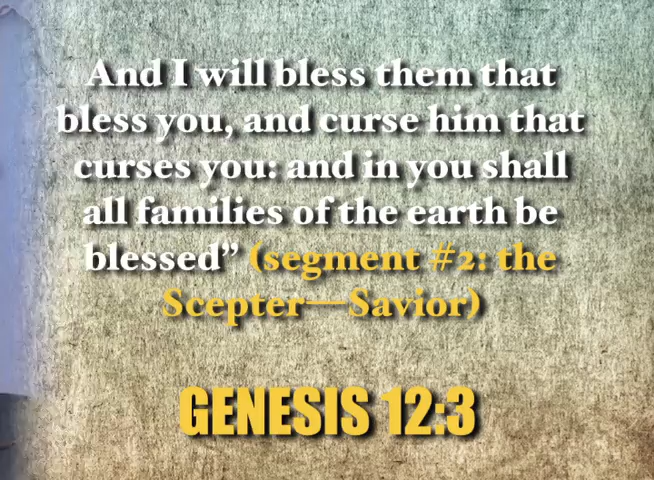 And I will bless them that
bless you, and curse him that
curses you: and in you shall
all families of the earth be
blessed” (segment #2: the
Scepter—Savior)
GENESIS 12:3